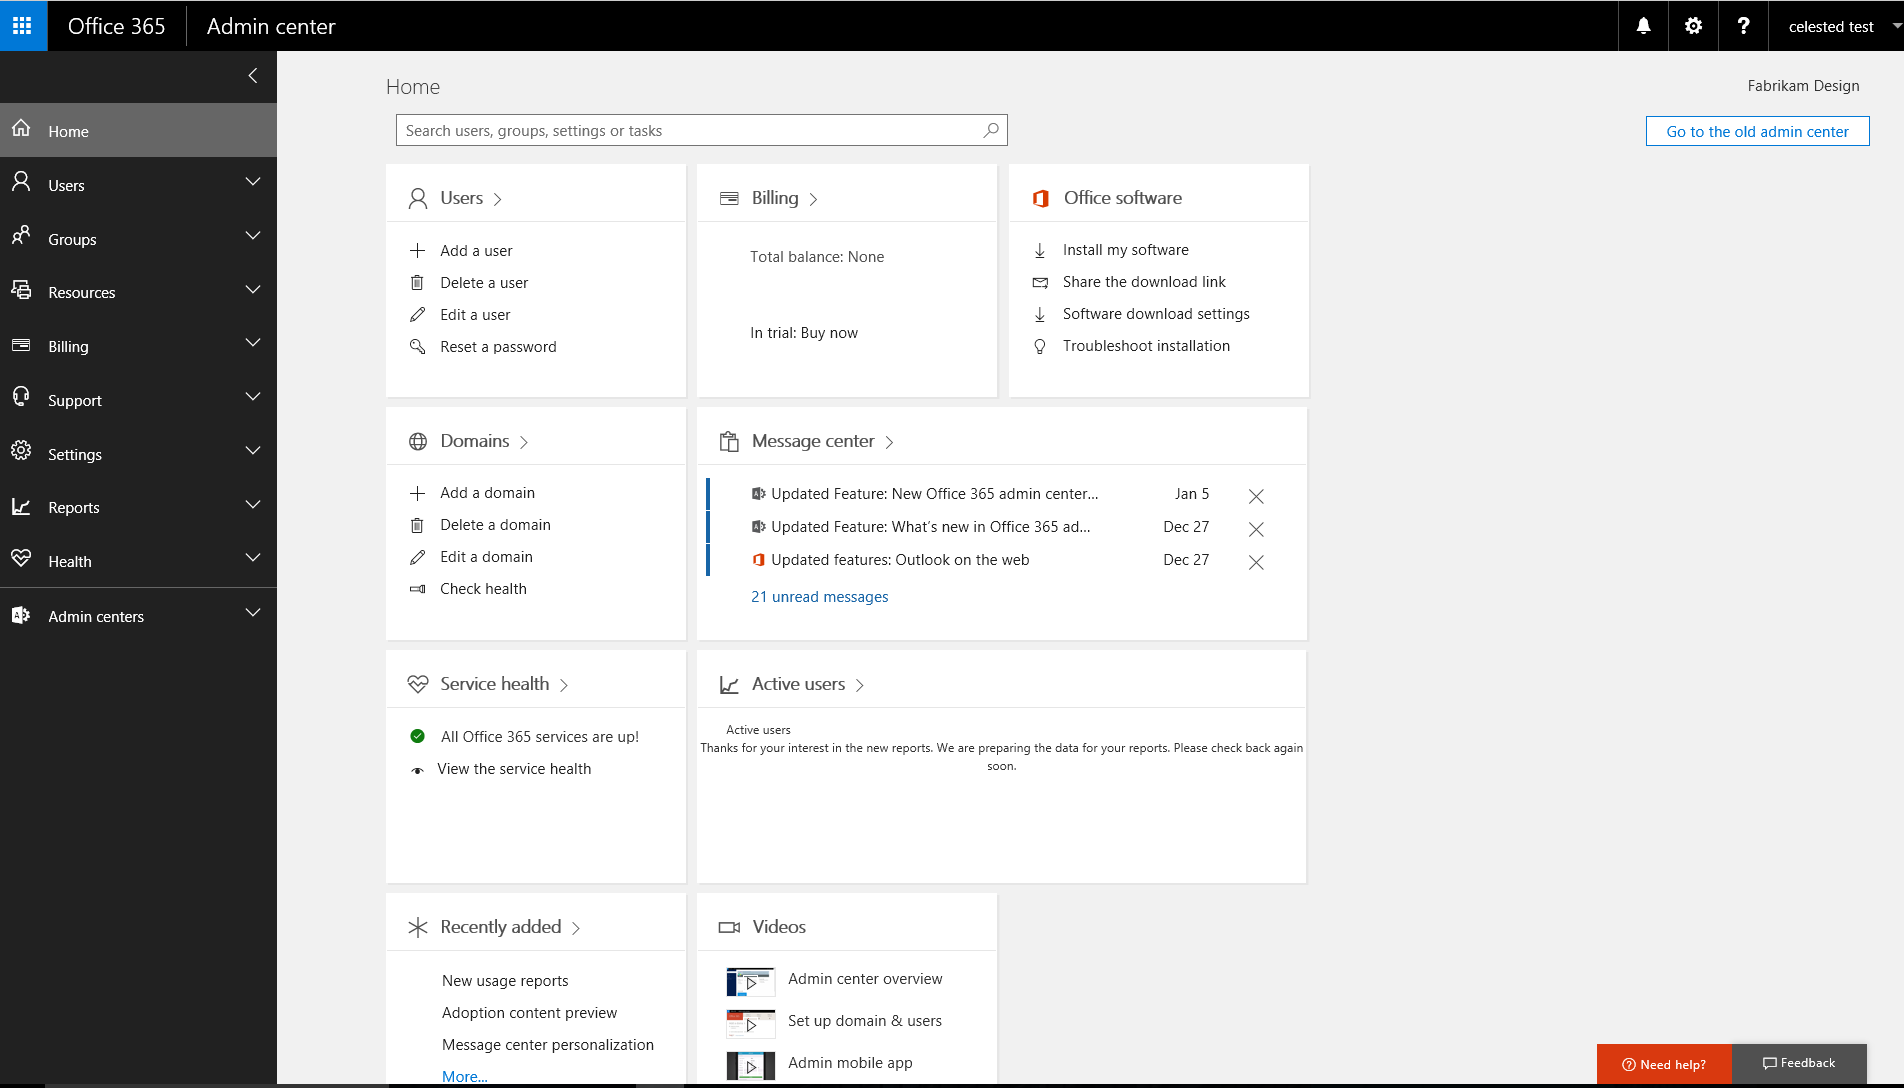 Office 365
Admin center
celested test
Home
Users
Groups
Resources
Billing
Support
Settings
Reports
Health
Admin centers
Home
Fabrikam Design
Search users, groups, settings or tasks
Go to the old admin center
Users
Add a user
Delete a user
Edit a user
Reset a password
Billing
Total balance: None
In trial: Buy now
Office software
Install my software
Share the download link
Software download settings
Troubleshoot installation
Domains
Add a domain
Delete a domain
Edit a domain
Check health
Message center
Updated Feature: New Office 365 admin center... Jan 5
Updated Feature: What's new in Office 365 ad... Dec 27
Updated features: Outlook on the web Dec 27
21 unread messages
Service health
All Office 365 services are up!
View the service health
Active users
Active users
Thanks for your interest in the new reports. We are preparing the data for your reports. Please check back again
soon.
Recently added
New usage reports
Adoption content preview
Message center personalization
More...
Videos
Admin center overview
Set up domain & users
Admin mobile app
Need help?
Feedback